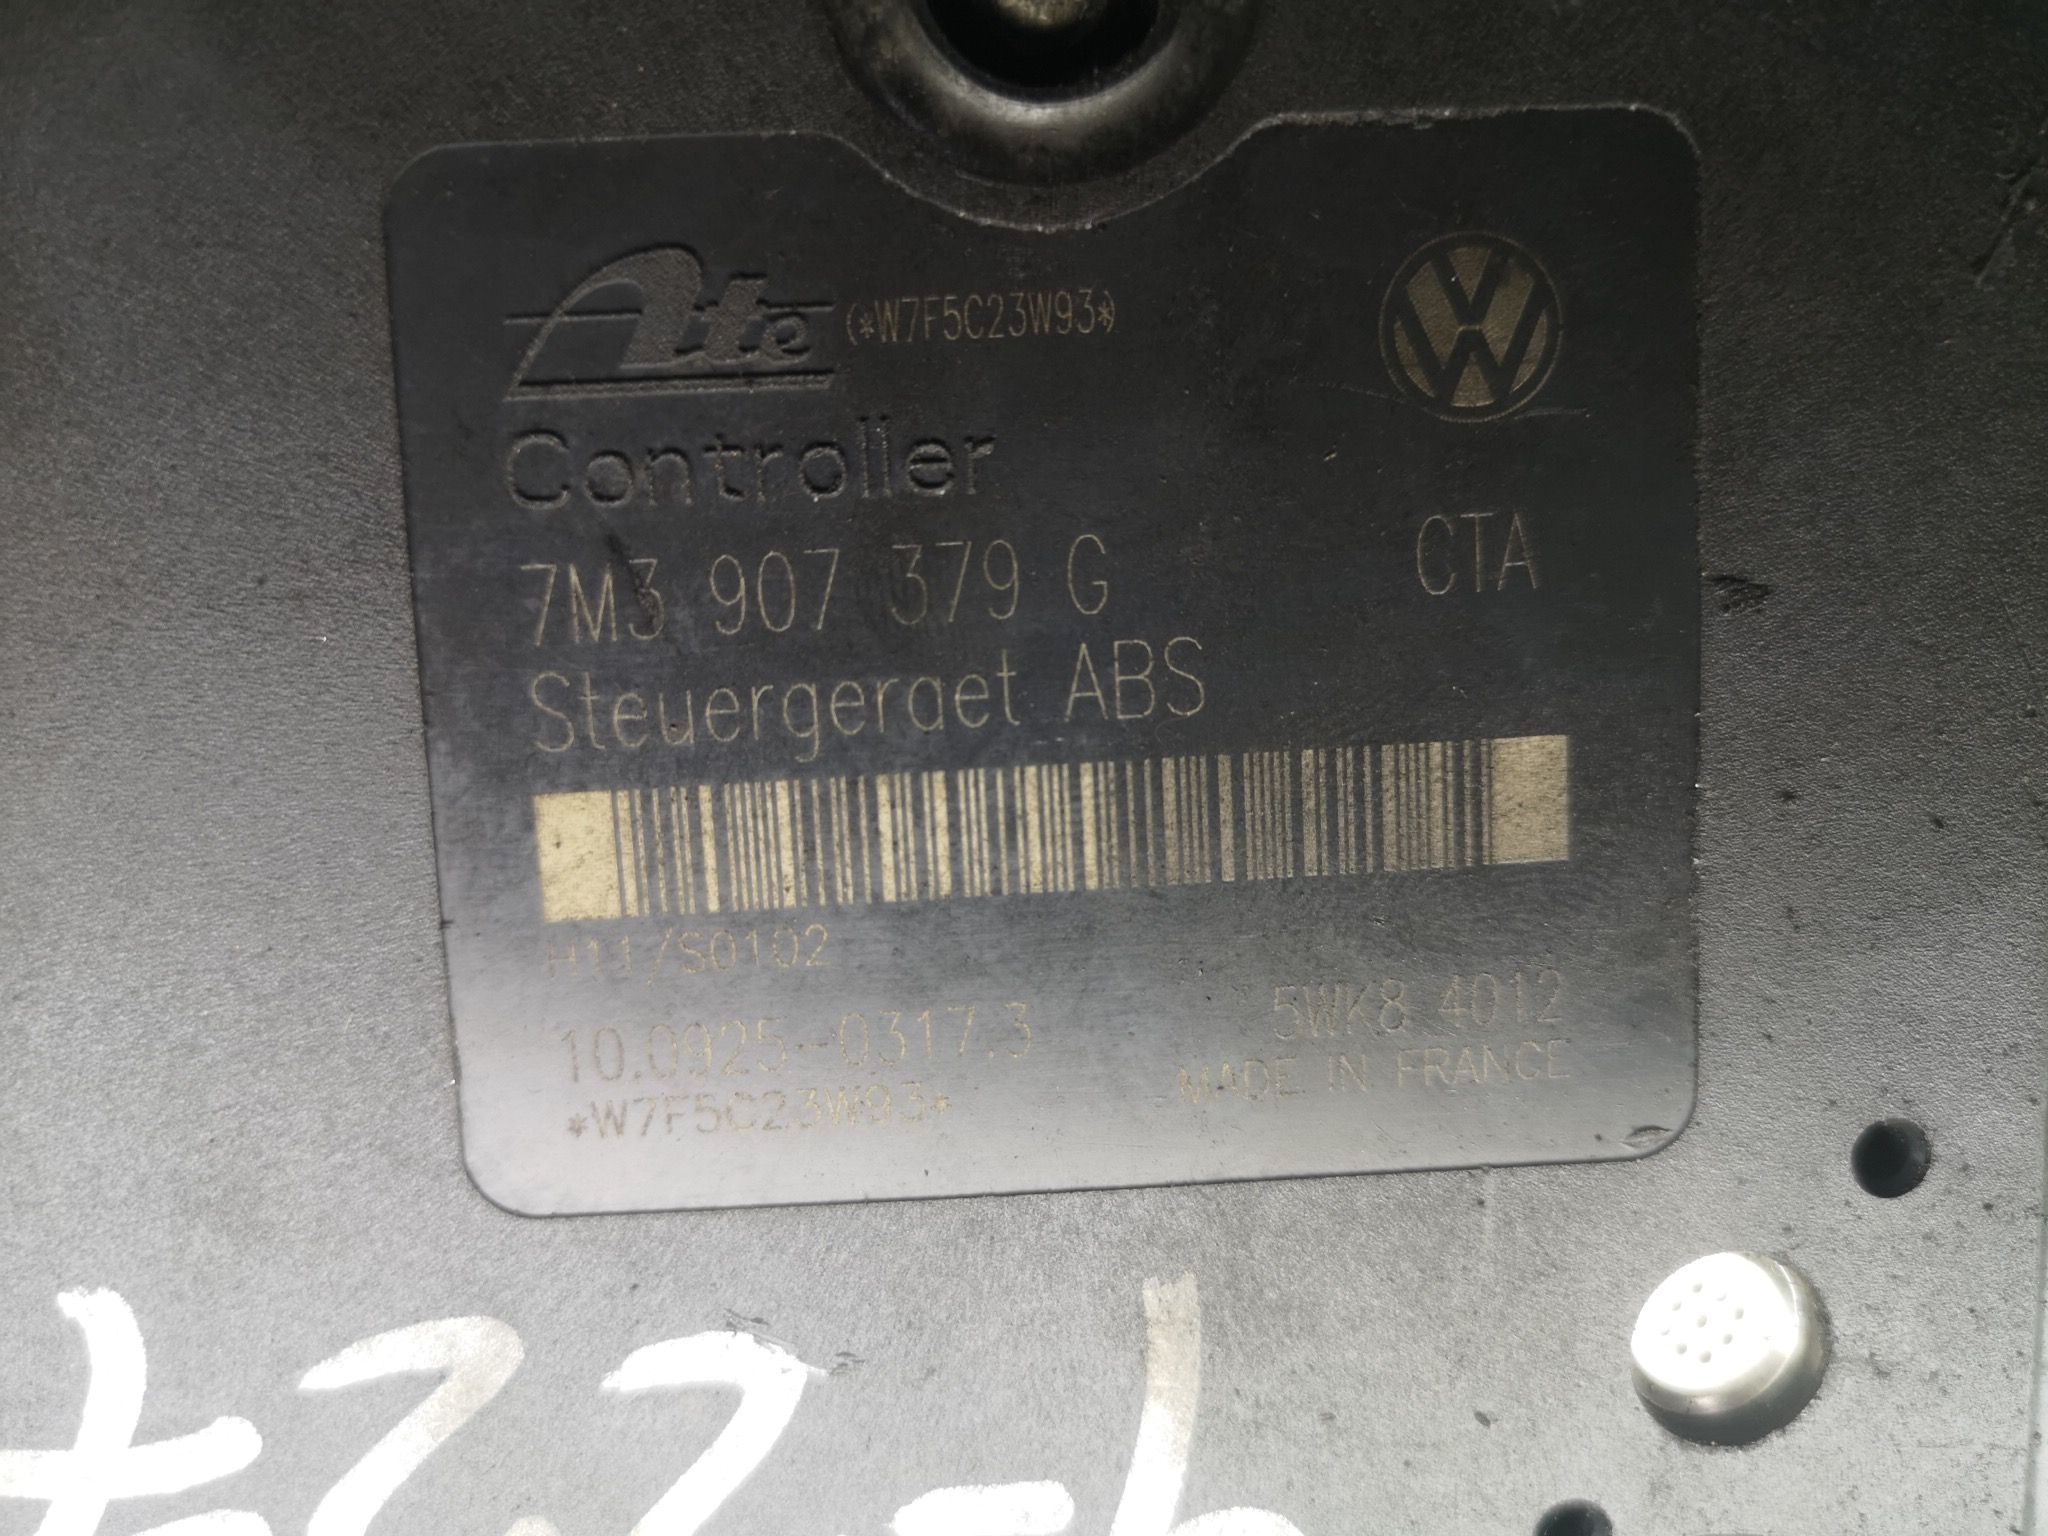 Ate (*W7F5C23W93*)
Controller
7M3 907 379 G CTA
Steuergeraet ABS
H11/S0102
10.0925-0317.3 5WK8 4012
MADE IN FRANCE
*W7F5C23W93*